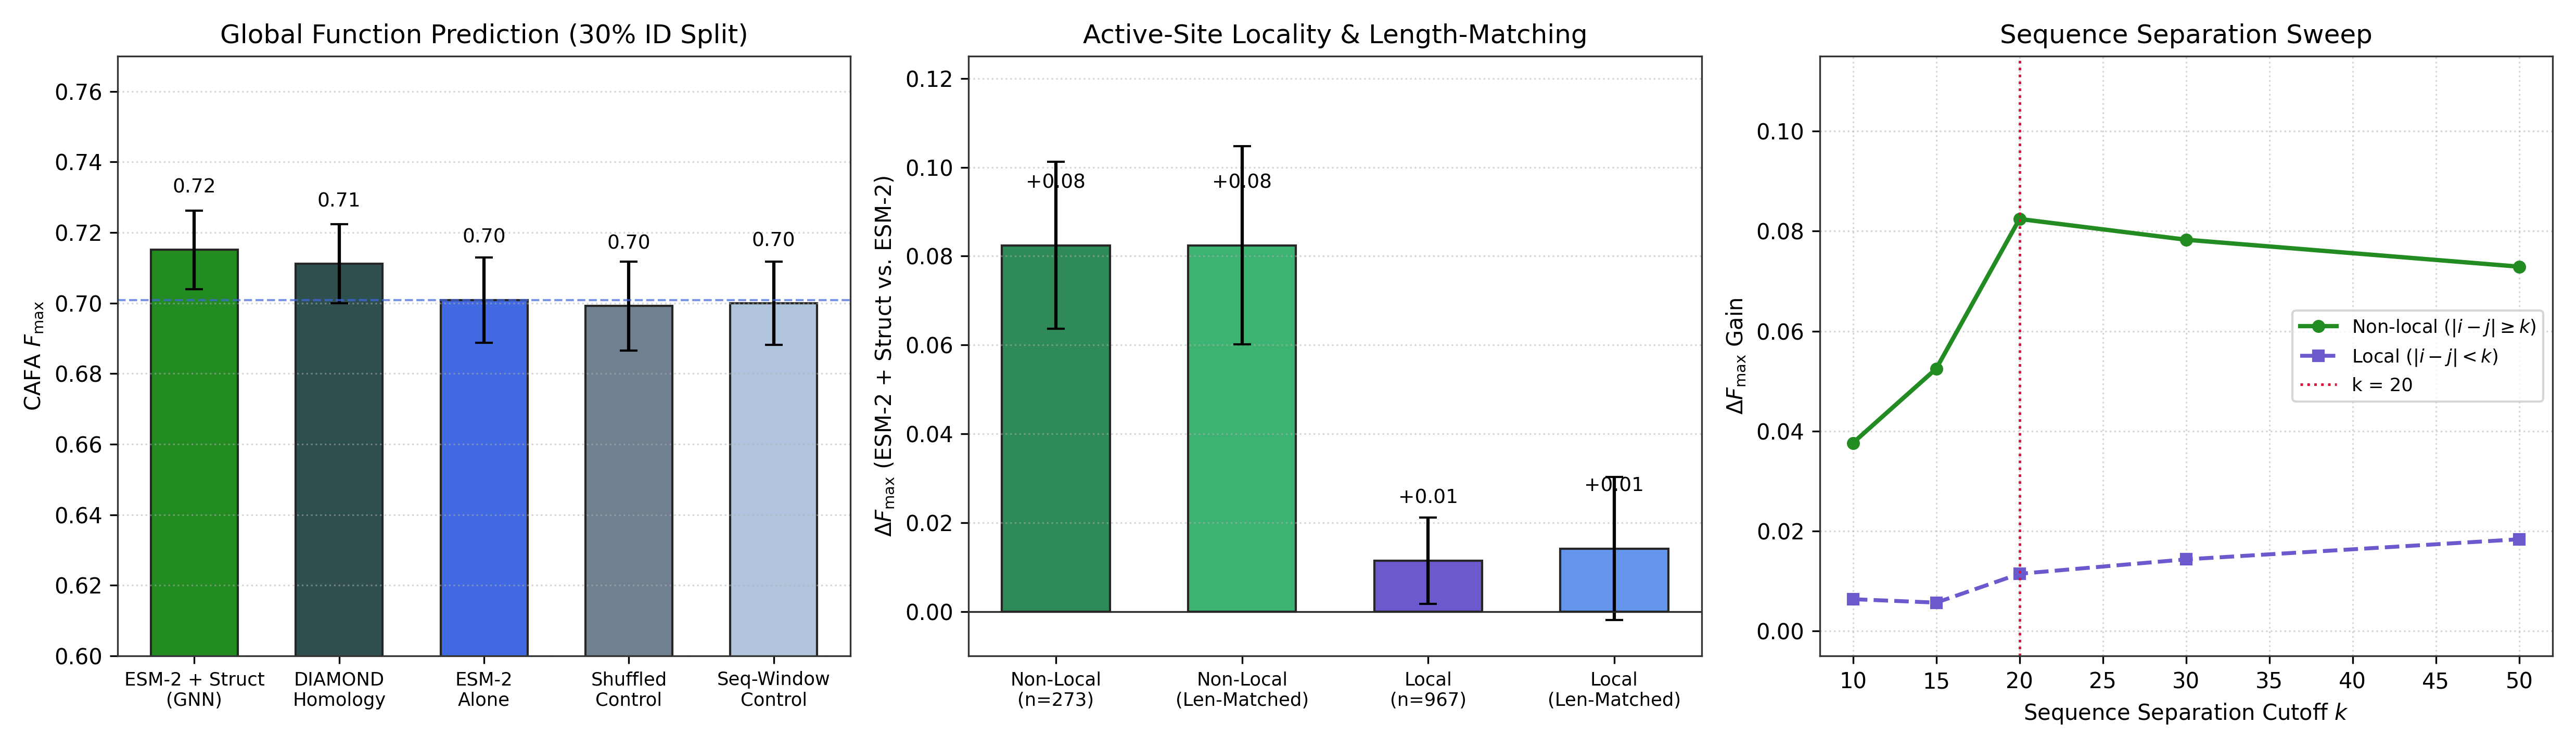 Global Function Prediction (30% ID Split)
CAFA Fmax
0.76
0.74
0.72
0.70
0.68
0.66
0.64
0.62
0.60
0.72
0.71
0.70
0.70
0.70
ESM-2 + Struct
(GNN)
DIAMOND
Homology
ESM-2
Alone
Shuffled
Control
Seq-Window
Control
Active-Site Locality & Length-Matching
ΔFmax (ESM-2 + Struct vs. ESM-2)
0.12
0.10
0.08
0.06
0.04
0.02
0.00
+0.08
+0.08
+0.01
+0.01
Non-Local
(n=273)
Non-Local
(Len-Matched)
Local
(n=967)
Local
(Len-Matched)
Sequence Separation Sweep
ΔFmax Gain
0.10
0.08
0.06
0.04
0.02
0.00
Non-local (|i − j| ≥ k)
Local (|i − j| < k)
k = 20
10
15
20
25
30
35
40
45
50
Sequence Separation Cutoff k